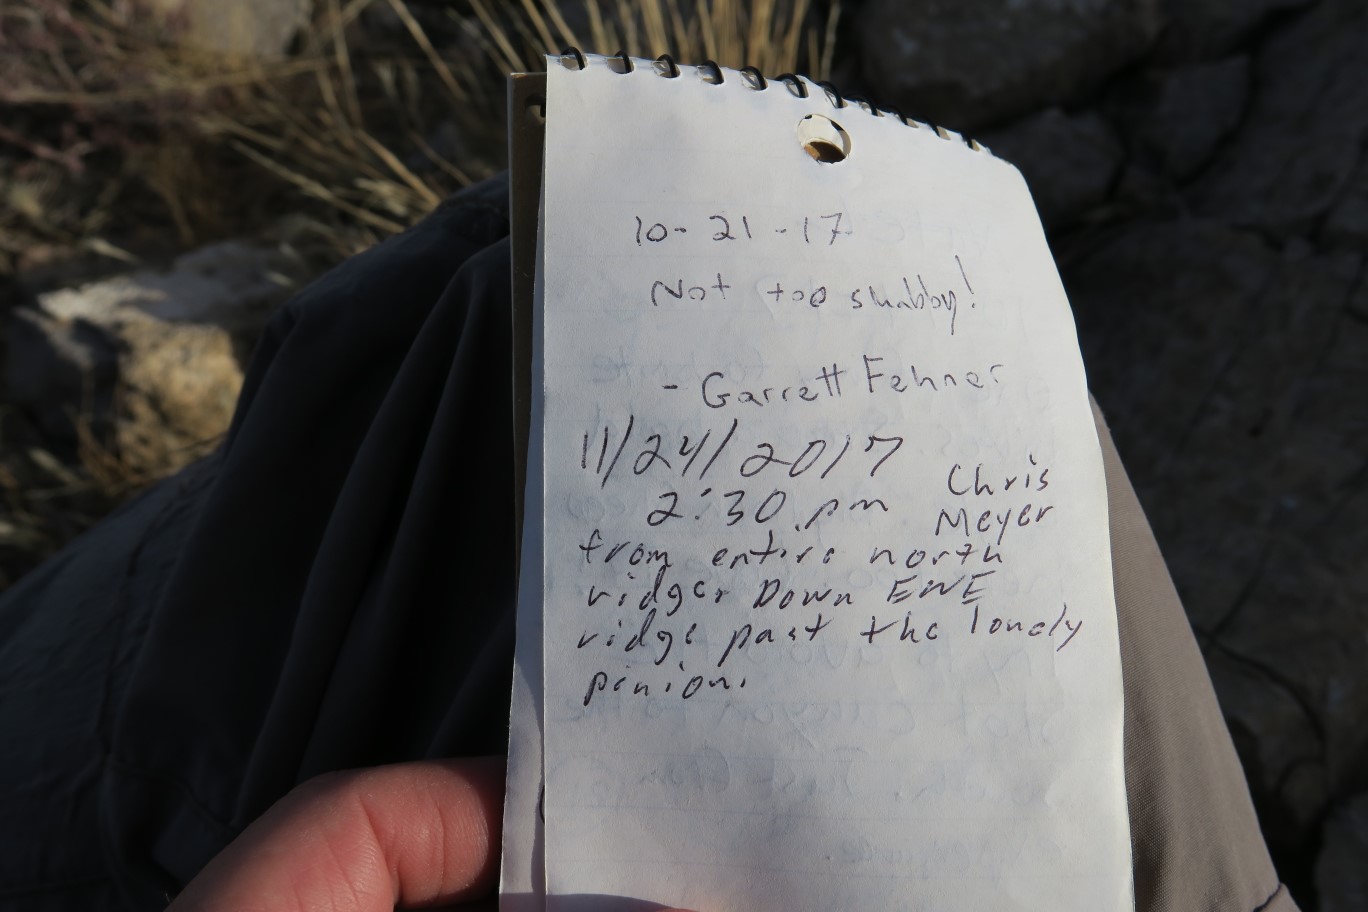 10-21-17
Not too shabby!
- Garrett Fehner
11/24/2017
2:30 pm Chris
Meyer
from entire north
ridge. Down ENE
ridge past the lonely
pinion.